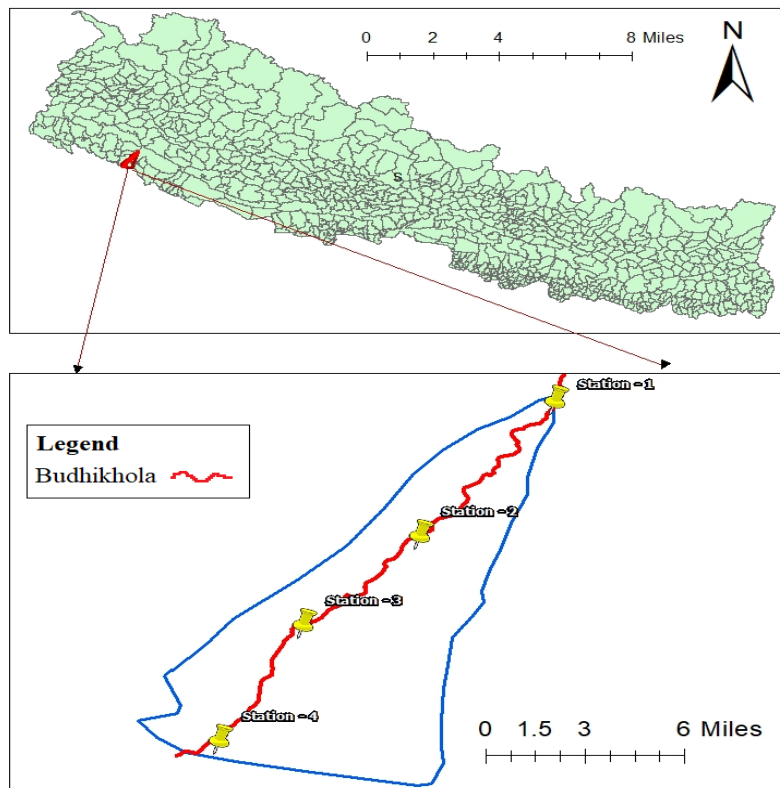 N
0 2 4 8 Miles
S
Station - 1
Legend
Budhikhola
Station - 2
Station - 3
Station - 4
0 1.5 3 6 Miles